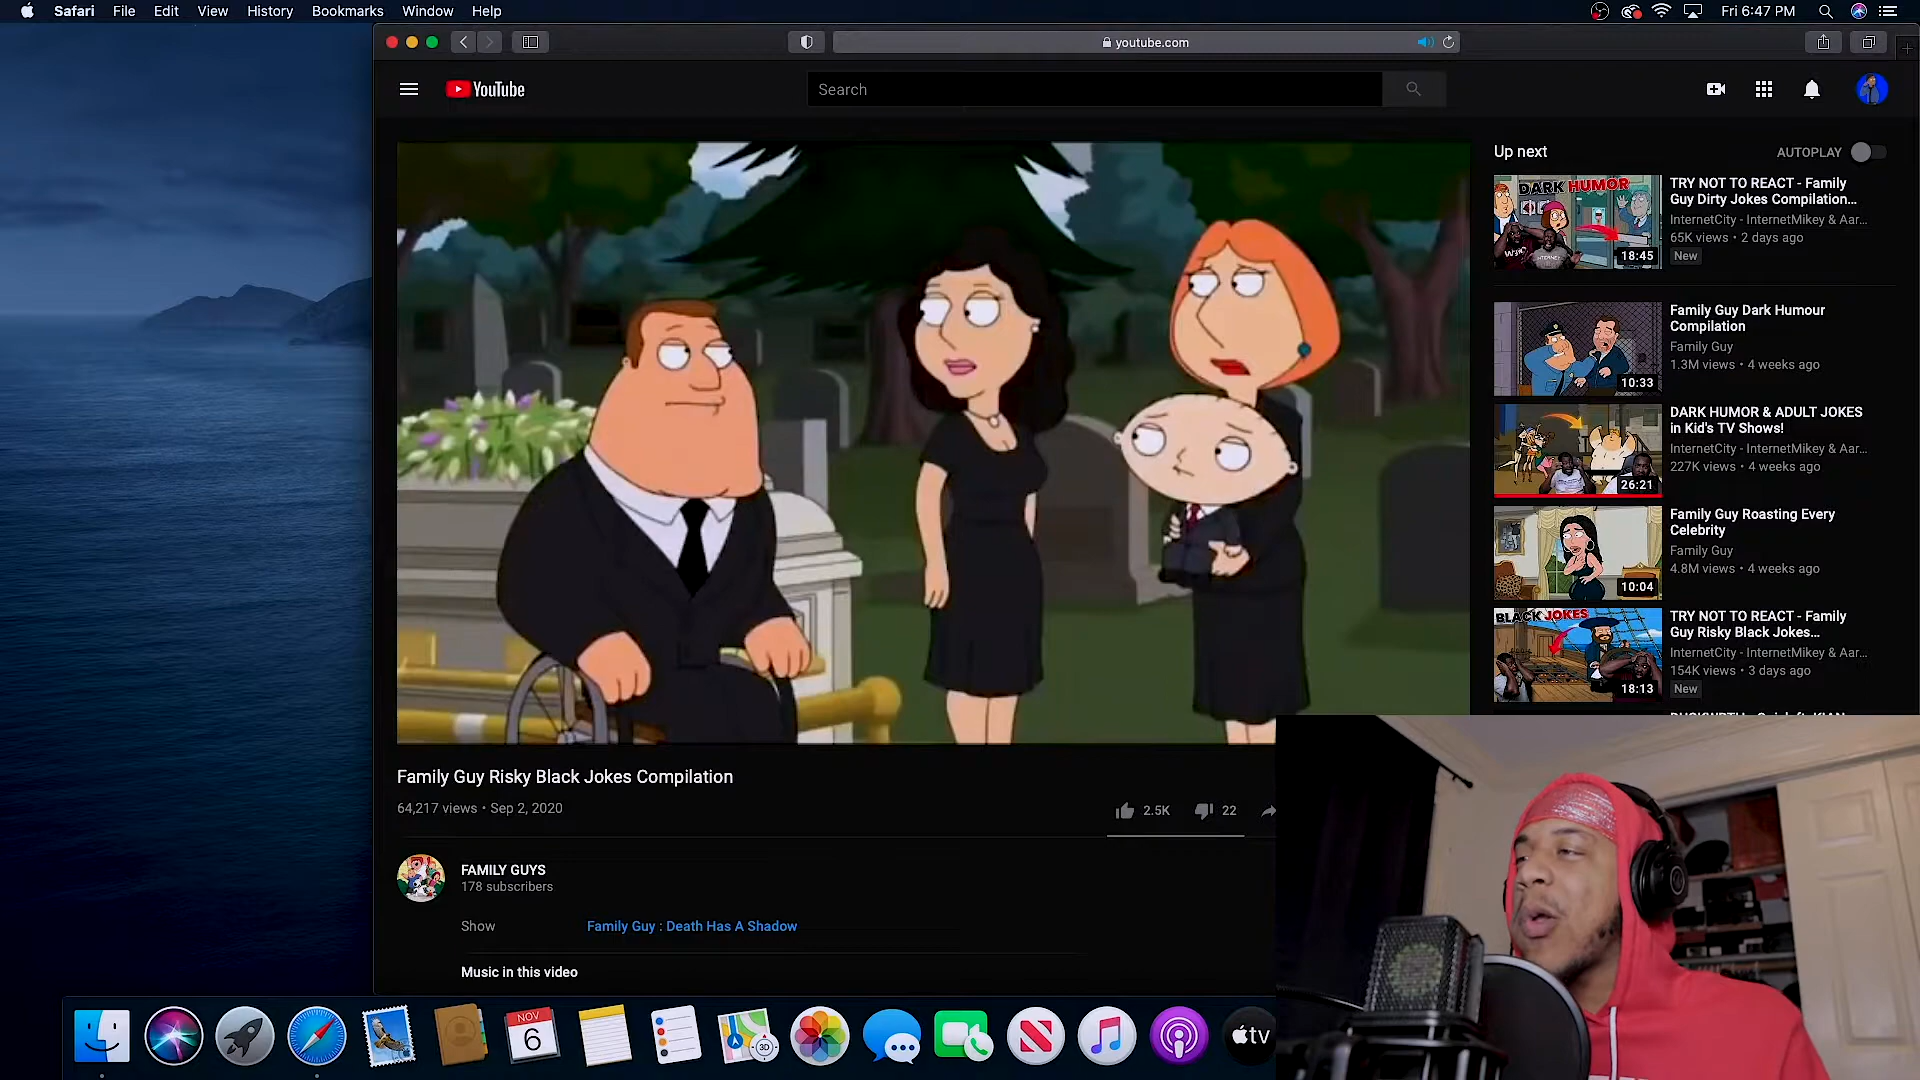 Safari File Edit View History Bookmarks Window Help
Fri 6:47 PM
youtube.com
YouTube
Search
Up next
AUTOPLAY
DARK HUMOR
18:45
TRY NOT TO REACT - Family
Guy Dirty Jokes Compilation...
InternetCity - InternetMikey & Aar...
65K views • 2 days ago
New
10:33
Family Guy Dark Humour
Compilation
Family Guy
1.3M views • 4 weeks ago
26:21
DARK HUMOR & ADULT JOKES
in Kid's TV Shows!
InternetCity - InternetMikey & Aar...
227K views • 4 weeks ago
10:04
Family Guy Roasting Every
Celebrity
Family Guy
4.8M views • 4 weeks ago
BLACK JOKES
18:13
TRY NOT TO REACT - Family
Guy Risky Black Jokes...
InternetCity - InternetMikey & Aar...
154K views • 3 days ago
New
Family Guy Risky Black Jokes Compilation
64,217 views • Sep 2, 2020
2.5K
22
FAMILY GUYS
178 subscribers
Show
Family Guy : Death Has A Shadow
Music in this video
NOV
6
3D
tv